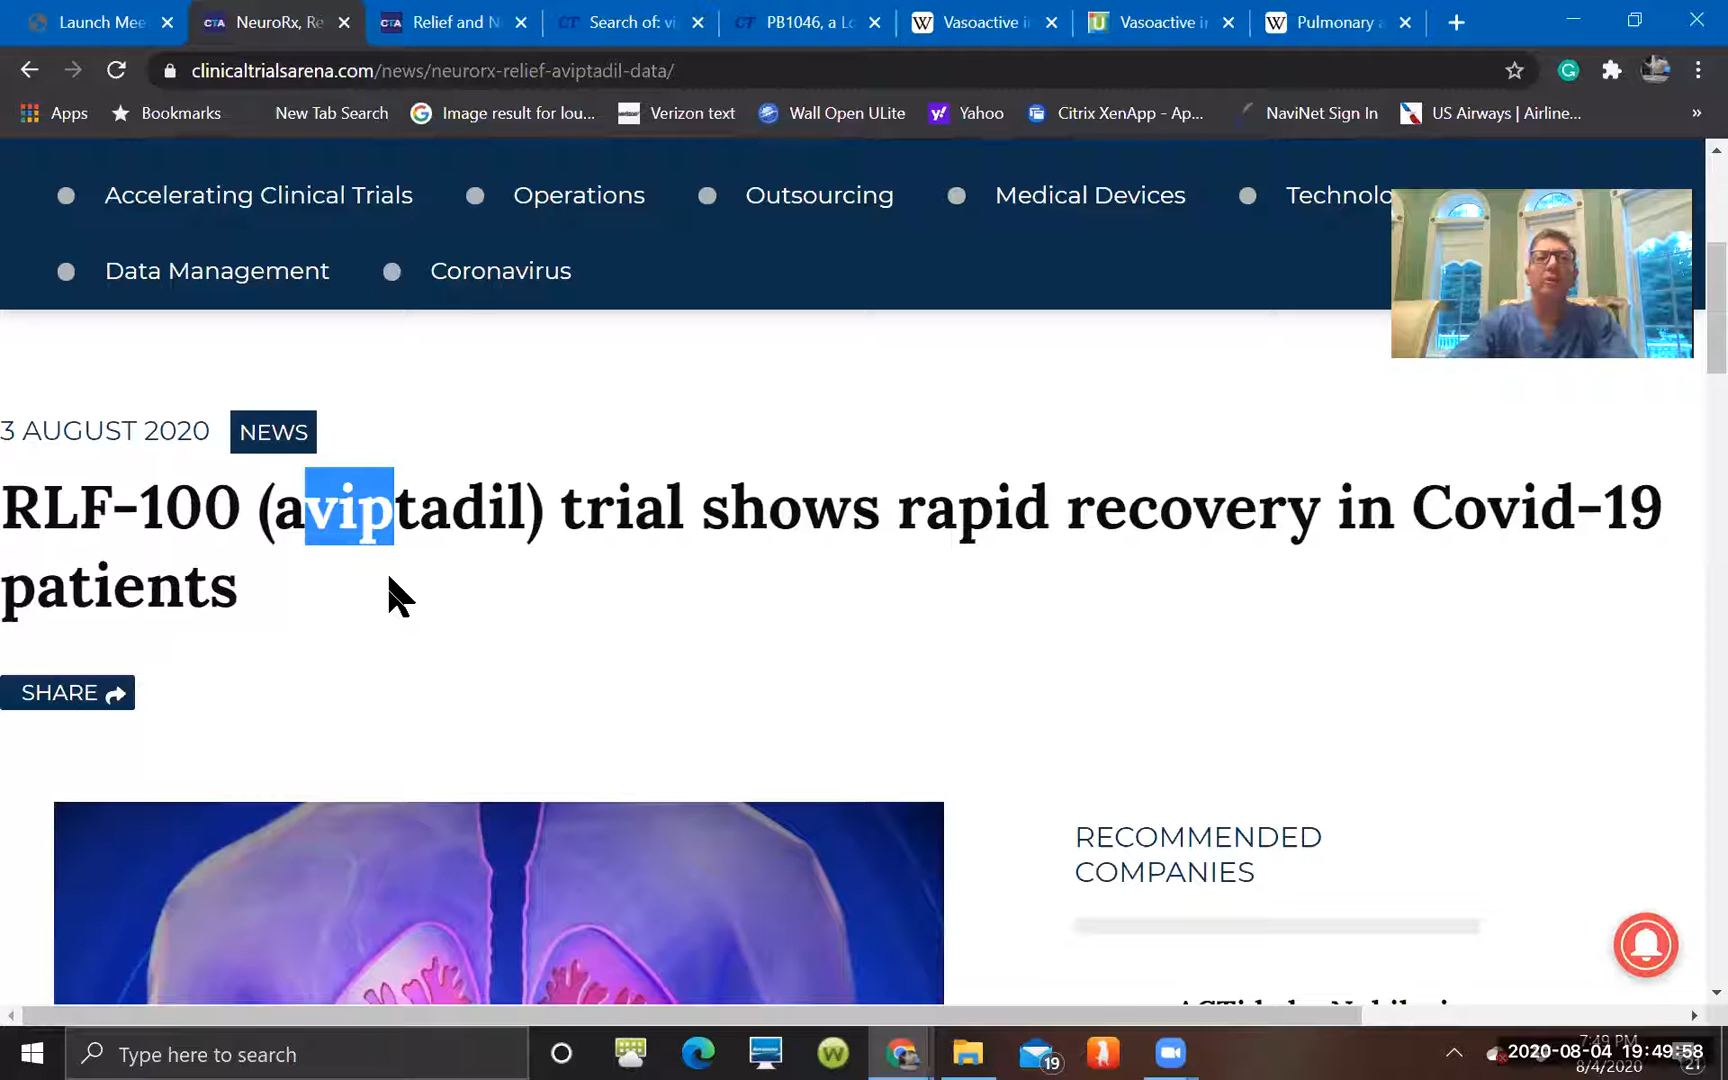 Launch Mee
NeuroRx, Re
Relief and N
Search of: vi
PB1046, a Lo
Vasoactive i
Vasoactive i
Pulmonary a
clinicaltrialsarena.com/news/neurorx-relief-aviptadil-data/
Apps
Bookmarks
New Tab Search
Image result for lou...
Verizon text
Wall Open ULite
Yahoo
Citrix XenApp - Ap...
NaviNet Sign In
US Airways | Airline...
Accelerating Clinical Trials
Operations
Outsourcing
Medical Devices
Technolo
Data Management
Coronavirus
3 AUGUST 2020
NEWS
RLF-100 (aviptadil) trial shows rapid recovery in Covid-19
patients
SHARE
RECOMMENDED
COMPANIES
Type here to search
19
7:49 PM
2020-08-04 19:49:58
8/4/2020
21